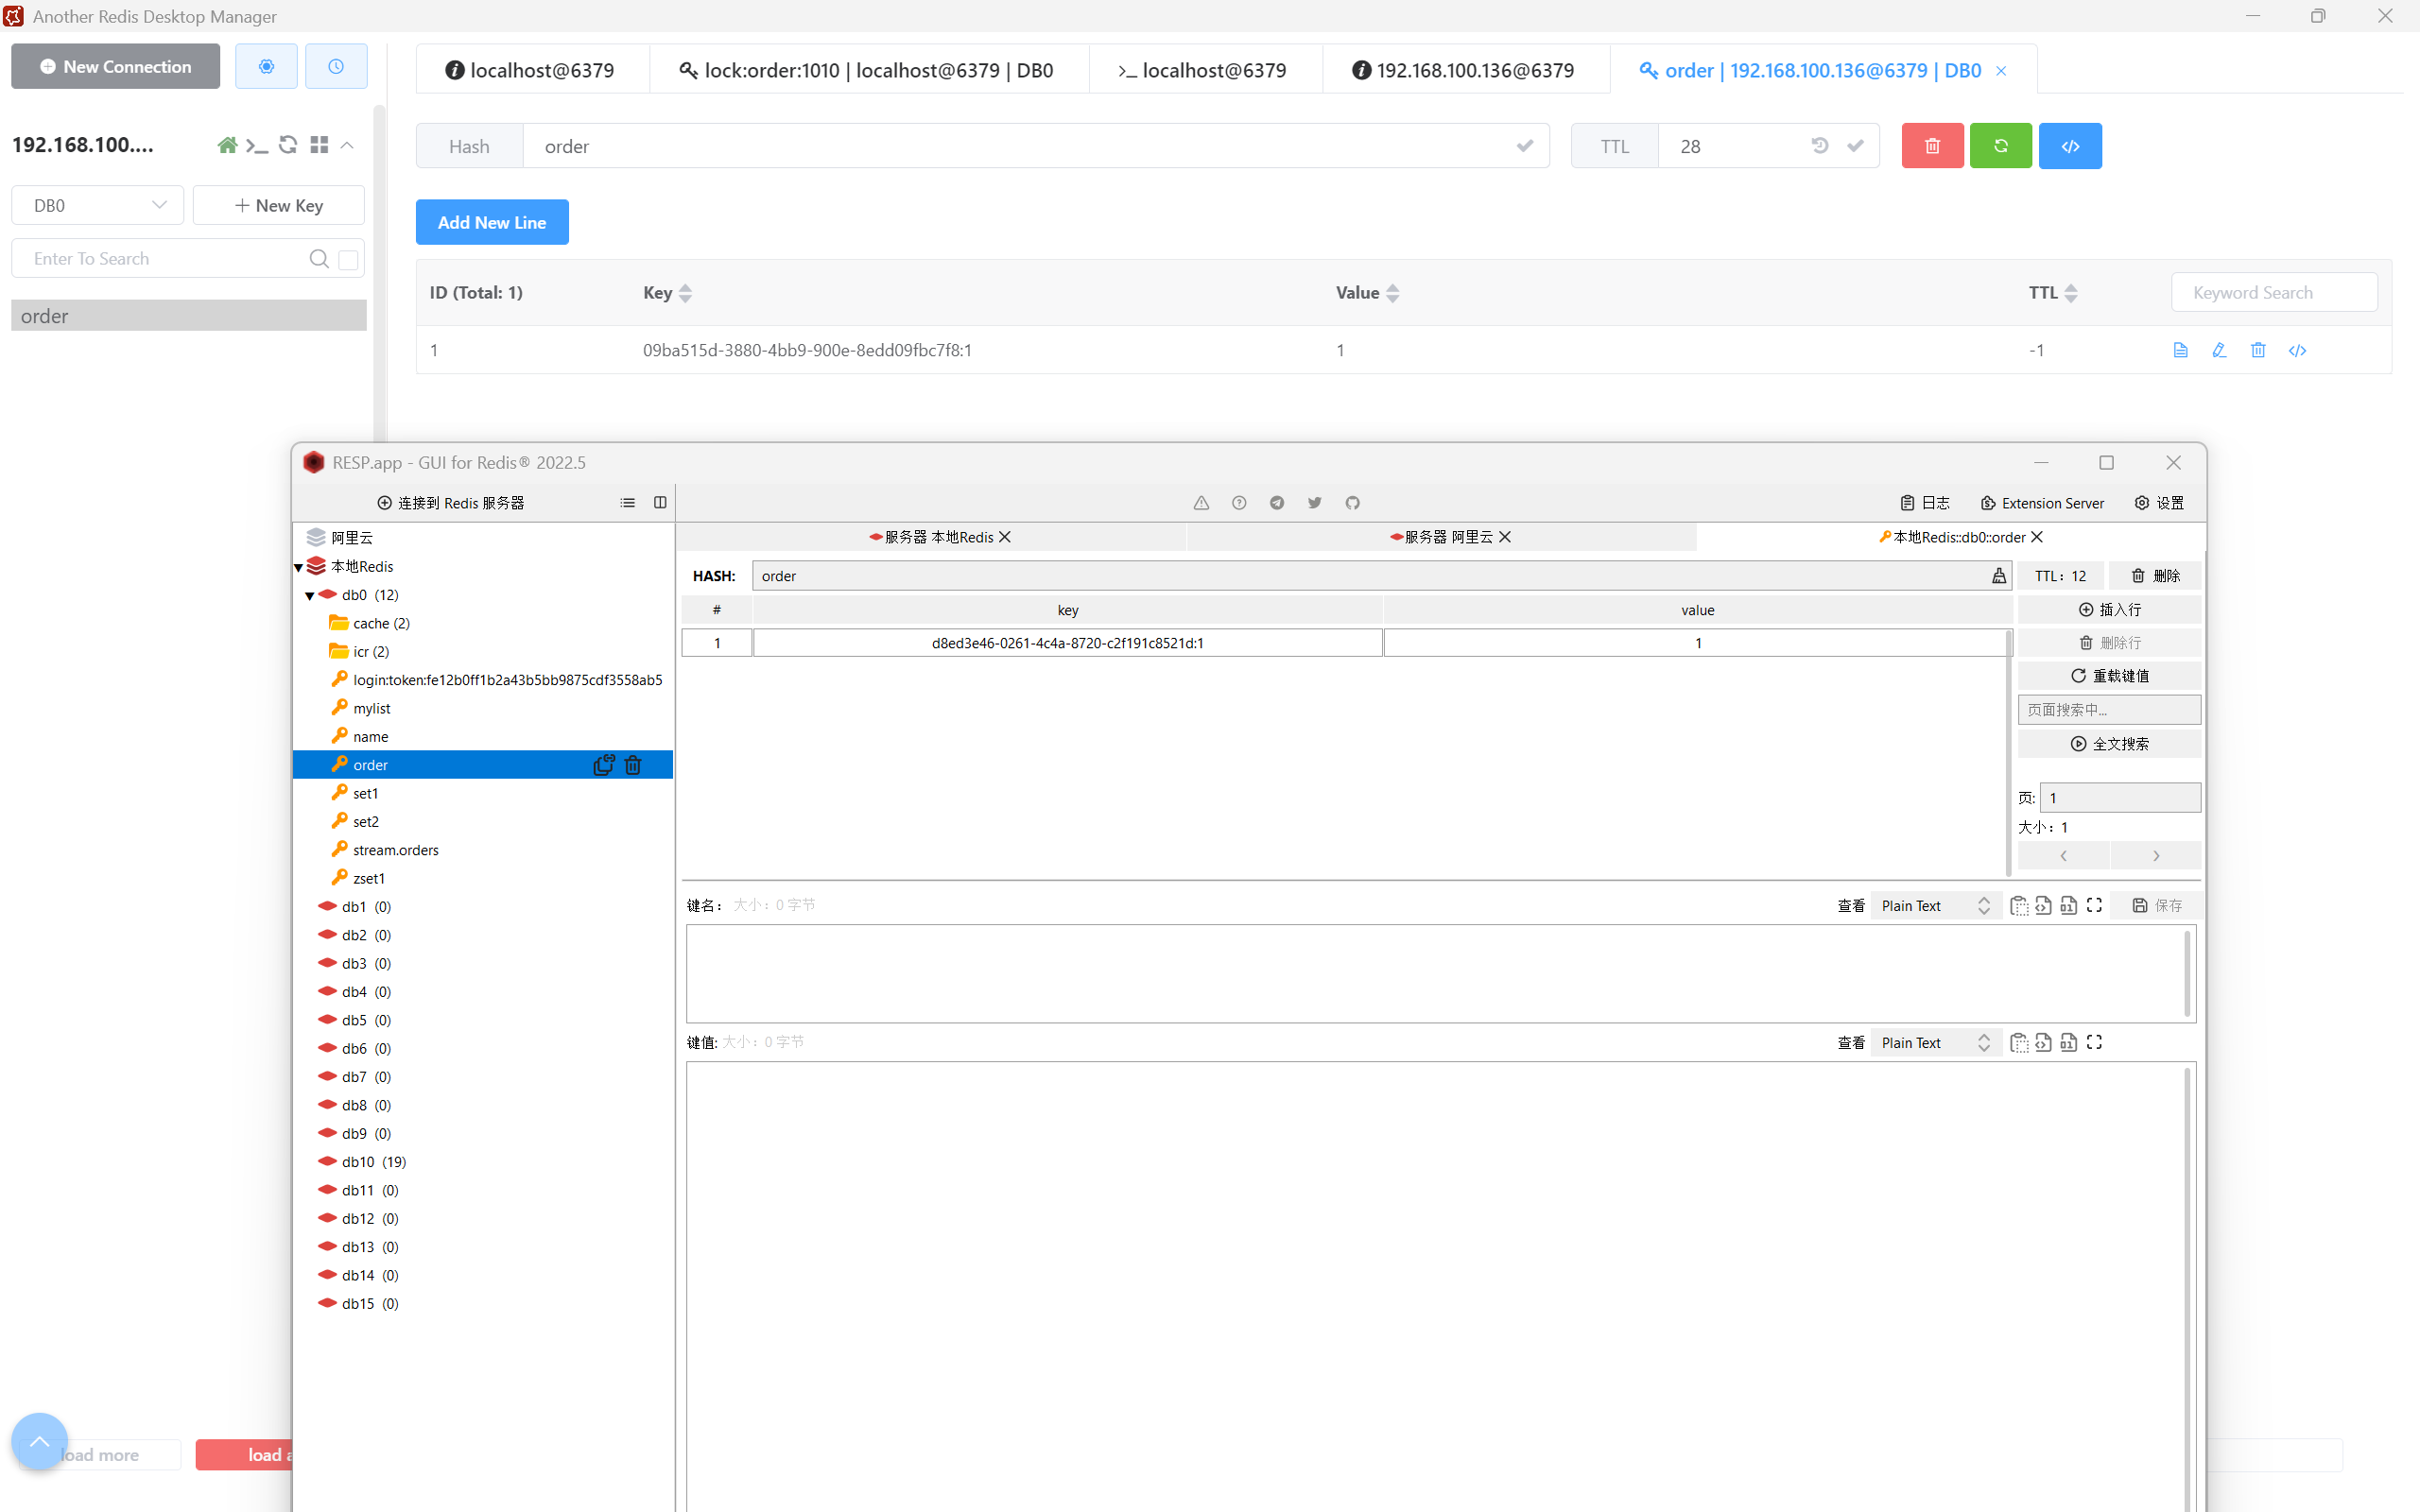 Another Redis Desktop Manager
New Connection
localhost@6379
lock:order:1010 | localhost@6379 | DB0
>_ localhost@6379
192.168.100.136@6379
order | 192.168.100.136@6379 | DB0
192.168.100....
Hash
order
TTL
28
DB0
New Key
Add New Line
Enter To Search
ID (Total: 1)
Key
Value
TTL
Keyword Search
order
1
09ba515d-3880-4bb9-900e-8edd09fbc7f8:1
1
-1
RESP.app - GUI for Redis® 2022.5
连接到 Redis 服务器
日志
Extension Server
设置
阿里云
服务器 本地Redis
服务器 阿里云
本地Redis::db0::order
本地Redis
HASH:
order
TTL: 12
删除
db0 (12)
#
key
value
插入行
cache (2)
1
d8ed3e46-0261-4c4a-8720-c2f191c8521d:1
1
删除行
icr (2)
login:token:fe12b0ff1b2a43b5bb9875cdf3558ab5
重载键值
mylist
页面搜索中...
name
全文搜索
order
set1
页:
1
set2
大小: 1
stream.orders
zset1
db1 (0)
键名:
大小: 0 字节
查看
Plain Text
保存
db2 (0)
db3 (0)
db4 (0)
db5 (0)
db6 (0)
键值:
大小: 0 字节
查看
Plain Text
db7 (0)
db8 (0)
db9 (0)
db10 (19)
db11 (0)
db12 (0)
db13 (0)
db14 (0)
db15 (0)
load more
load a